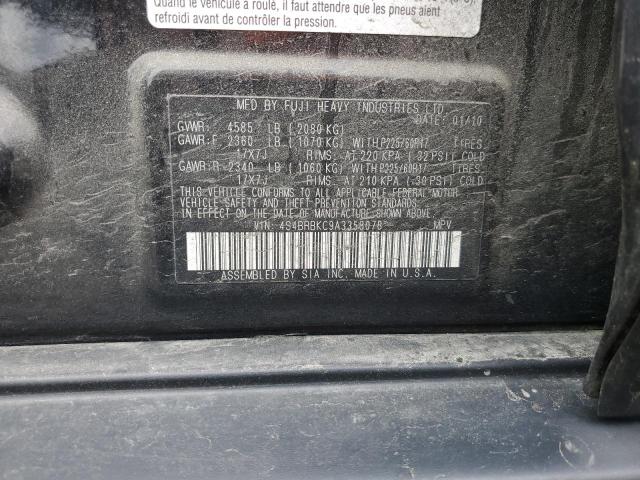 Quand le véhicule a roulé, il faut attendre que les pneus aient
refroidi avant de contrôler la pression.
MFD BY FUJI HEAVY INDUSTRIES LTD.
DATE: 01/10
GVWR: 4585 LB (2080 KG)
GAWR:F 2360 LB (1070 KG) WITH P225/60R17 TIRES
17X7J RIMS, AT 220 KPA (32 PSI) COLD
GAWR:R 2340 LB (1060 KG) WITH P225/60R17 TIRES
17X7J RIMS, AT 210 KPA (30 PSI) COLD
THIS VEHICLE CONFORMS TO ALL APPLICABLE FEDERAL MOTOR
VEHICLE SAFETY AND THEFT PREVENTION STANDARDS
IN EFFECT ON THE DATE OF MANUFACTURE SHOWN ABOVE.
VIN: 4S4BRBKC9A3358078 MPV
ASSEMBLED BY SIA INC. MADE IN U.S.A.